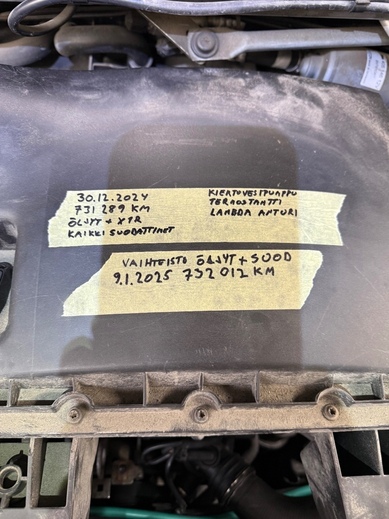 30.12.2024
731 289 KM
ÖLJYT + XTR
KAIKKI SUODATTIMET
KIERTOVESIPUMPPU
TERMOSTAATTI
LAMBDA ANTURI
VAIHTEISTO ÖLJYT + SUOD
9.1.2025 732 012 KM